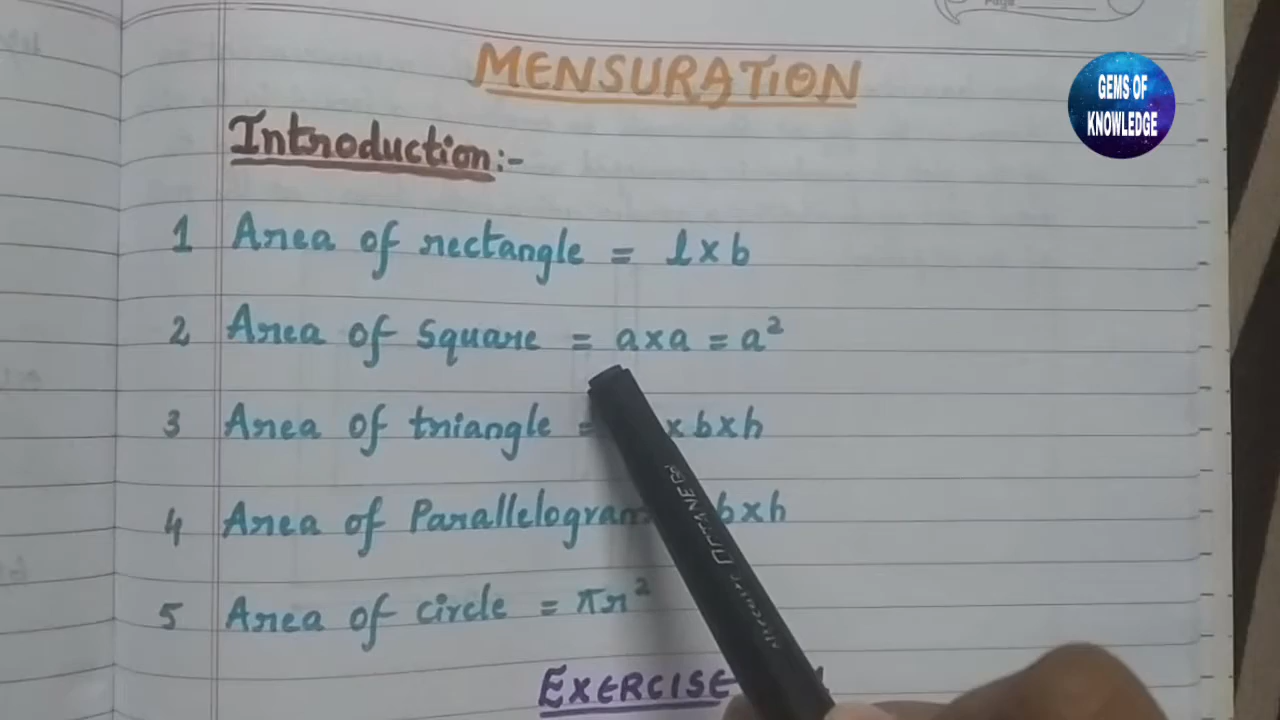 Page
MENSURATION
GEMS OF
KNOWLEDGE
Introduction:-
1 Area of rectangle = l×b
2 Area of Square = a×a = a²
3 Area of triangle = ×b×h
4 Area of Parallelogram b×h
5 Area of circle = πr²
EXERCISE